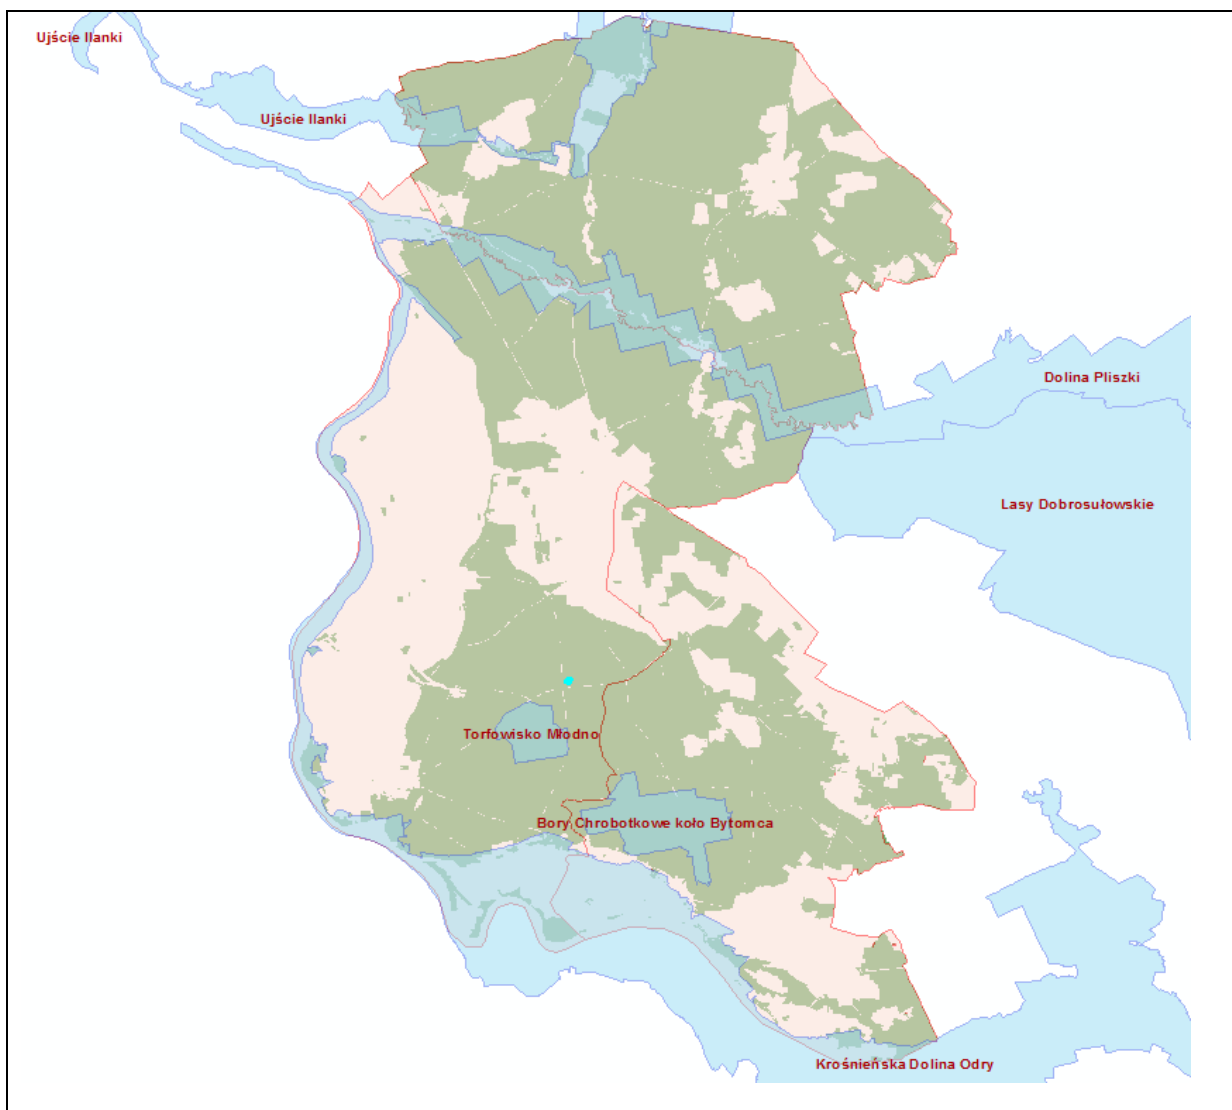 Ujście Ilanki
Ujście Ilanki
Dolina Pliszki
Lasy Dobrosułowskie
Torfowisko Młodno
Bory Chrobotkowe koło Bytomca
Krośnieńska Dolina Odry